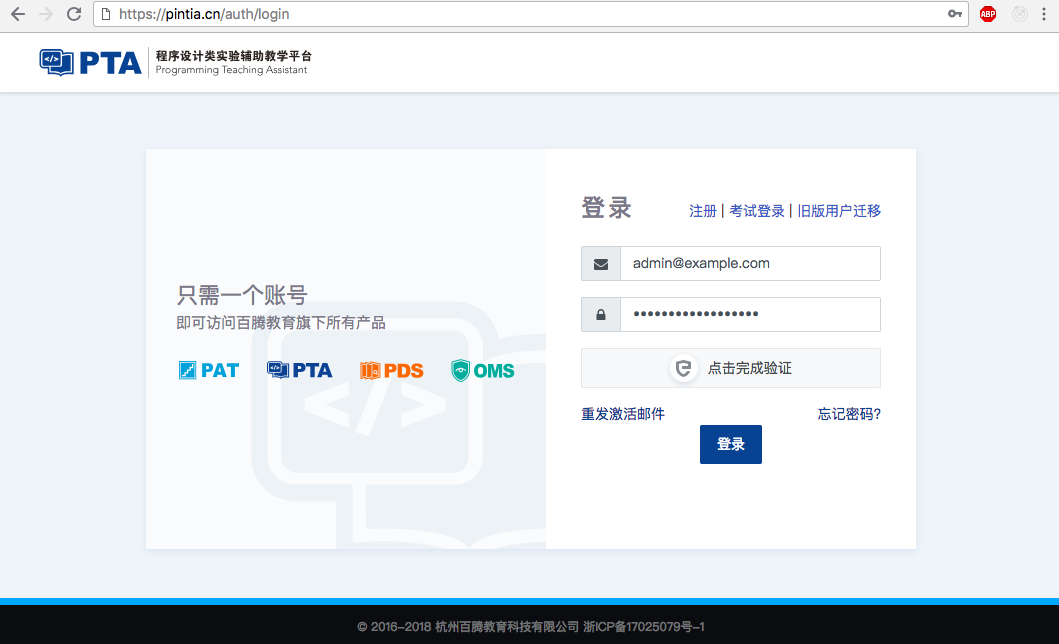 https://pintia.cn/auth/login
ABP
PTA
程序设计类实验辅助教学平台
Programming Teaching Assistant
登录
注册 | 考试登录 | 旧版用户迁移
admin@example.com
••••••••••••••••••
点击完成验证
重发激活邮件
忘记密码?
登录
只需一个账号
即可访问百腾教育旗下所有产品
PAT PTA PDS OMS
© 2016-2018 杭州百腾教育科技有限公司 浙ICP备17025079号-1